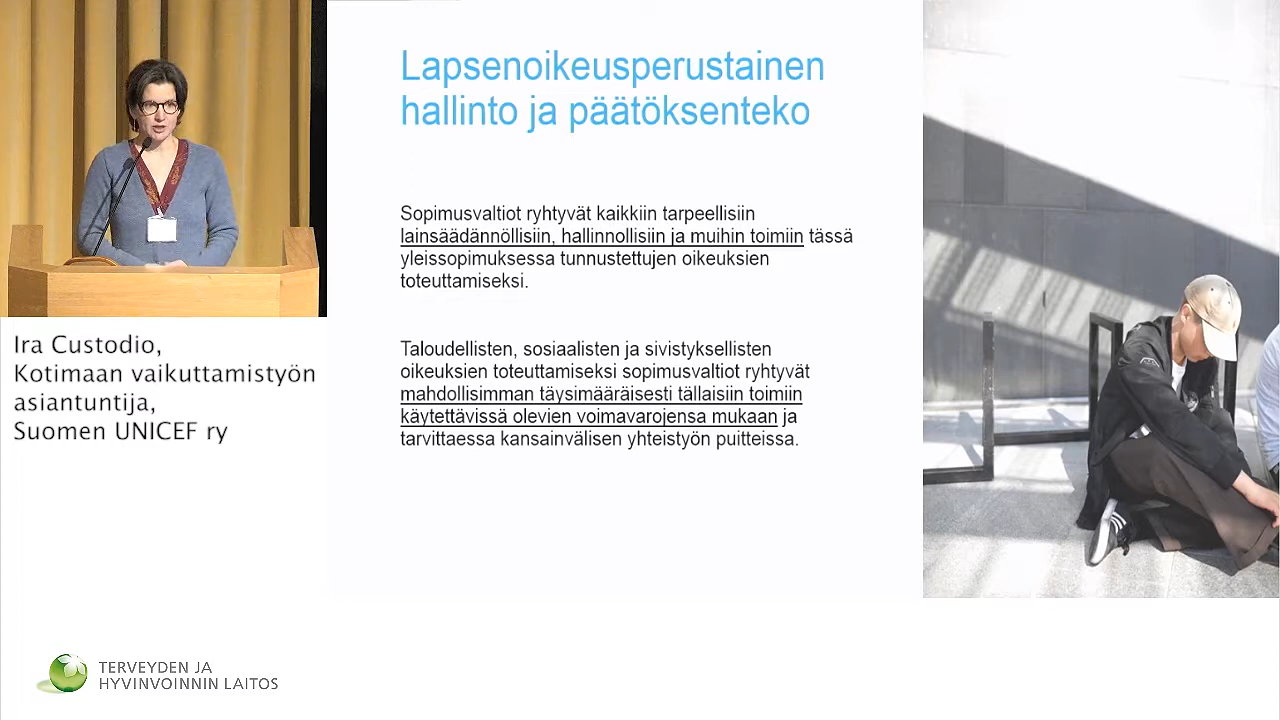 Lapsenoikeusperustainen
hallinto ja päätöksenteko
Sopimusvaltiot ryhtyvät kaikkiin tarpeellisiin
lainsäädännöllisiin, hallinnollisiin ja muihin toimiin tässä
yleissopimuksessa tunnustettujen oikeuksien
toteuttamiseksi.
Taloudellisten, sosiaalisten ja sivistyksellisten
oikeuksien toteuttamiseksi sopimusvaltiot ryhtyvät
mahdollisimman täysimääräisesti tällaisiin toimiin
käytettävissä olevien voimavarojensa mukaan ja
tarvittaessa kansainvälisen yhteistyön puitteissa.
Ira Custodio,
Kotimaan vaikuttamistyön
asiantuntija,
Suomen UNICEF ry
TERVEYDEN JA
HYVINVOINNIN LAITOS